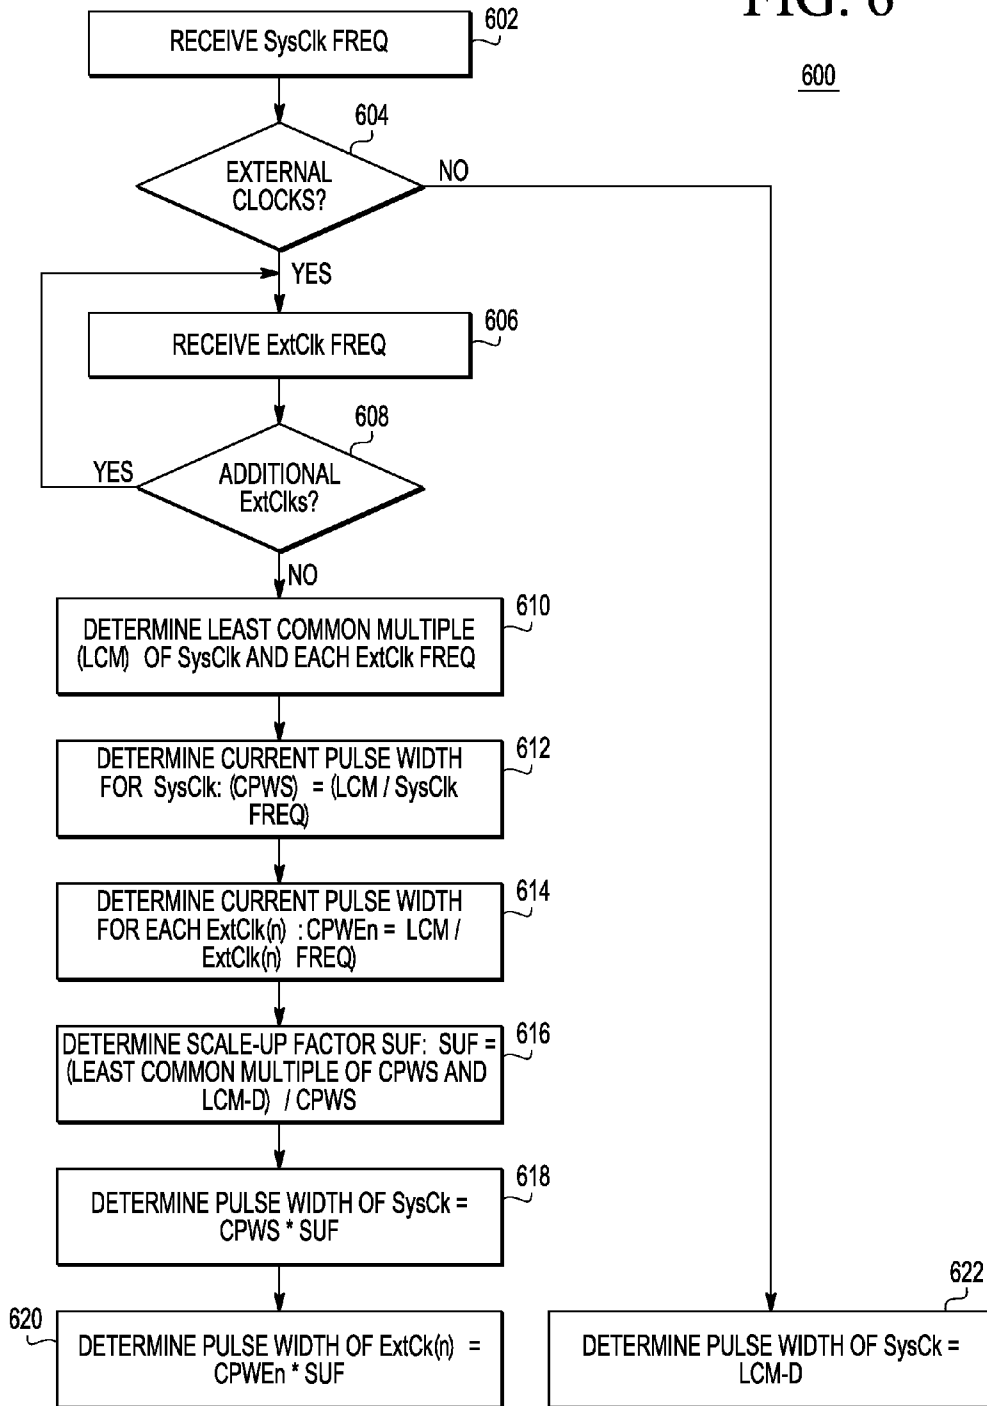 FIG. 6
600
RECEIVE SysClk FREQ
602
604
EXTERNAL
CLOCKS?
NO
YES
RECEIVE ExtClk FREQ
606
608
YES
ADDITIONAL
ExtClks?
NO
610
DETERMINE LEAST COMMON MULTIPLE
(LCM) OF SysClk AND EACH ExtClk FREQ
612
DETERMINE CURRENT PULSE WIDTH
FOR SysClk: (CPWS) = (LCM / SysClk
FREQ)
614
DETERMINE CURRENT PULSE WIDTH
FOR EACH ExtClk(n) : CPWEn = LCM /
ExtClk(n) FREQ)
616
DETERMINE SCALE-UP FACTOR SUF: SUF =
(LEAST COMMON MULTIPLE OF CPWS AND
LCM-D) / CPWS
618
DETERMINE PULSE WIDTH OF SysCk =
CPWS * SUF
620
DETERMINE PULSE WIDTH OF ExtCk(n) =
CPWEn * SUF
622
DETERMINE PULSE WIDTH OF SysCk =
LCM-D